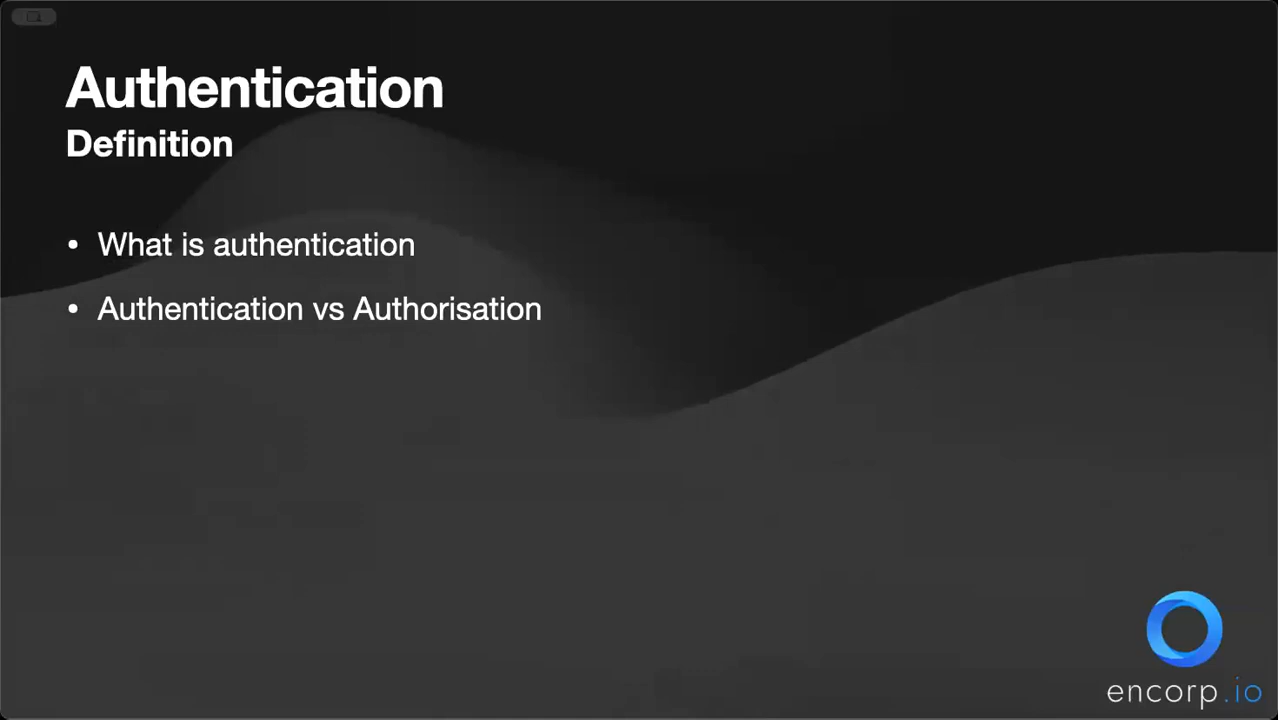 Authentication
Definition
• What is authentication
• Authentication vs Authorisation
encorp.io